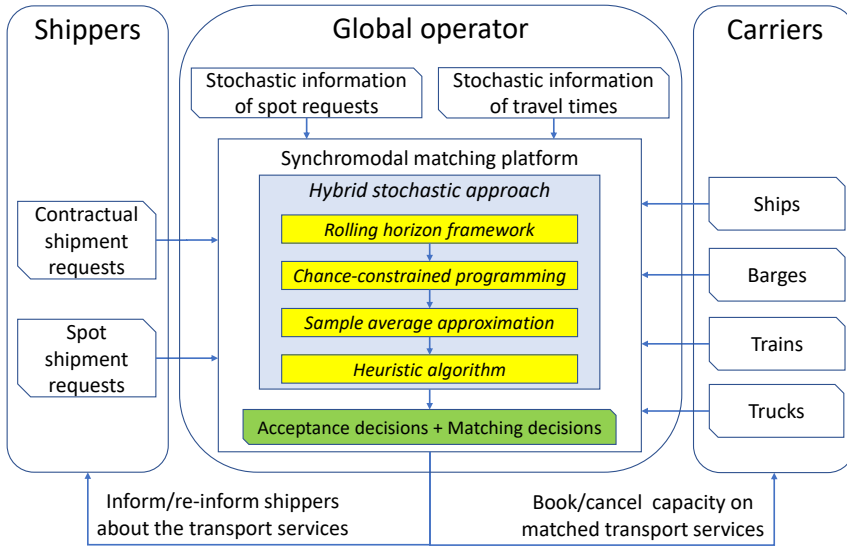 Shippers
Global operator
Carriers
Stochastic information
of spot requests
Stochastic information
of travel times
Synchromodal matching platform
Hybrid stochastic approach
Rolling horizon framework
Chance-constrained programming
Sample average approximation
Heuristic algorithm
Acceptance decisions + Matching decisions
Contractual
shipment
requests
Spot
shipment
requests
Ships
Barges
Trains
Trucks
Inform/re-inform shippers
about the transport services
Book/cancel capacity on
matched transport services